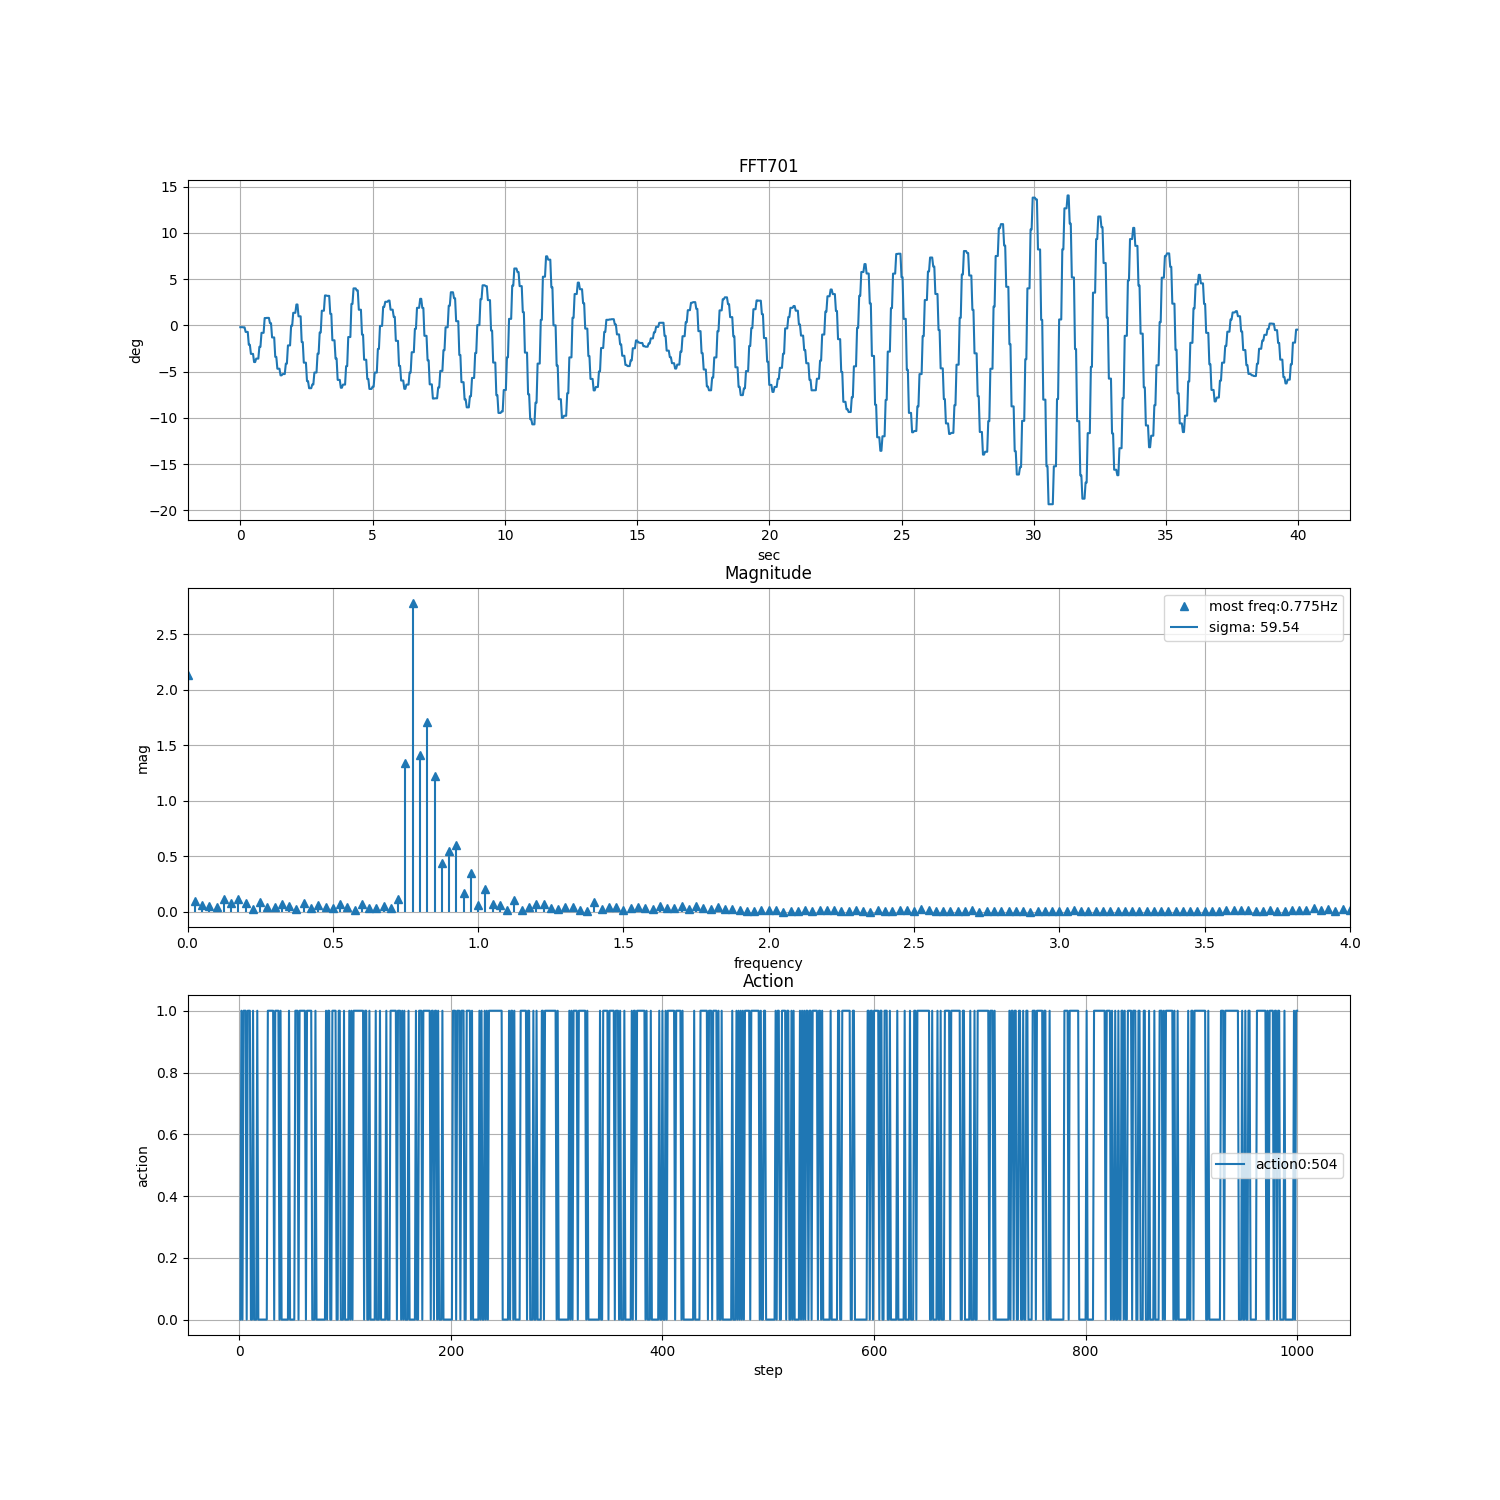 FFT701
15
10
5
0
−5
−10
−15
−20
deg
0 5 10 15 20 25 30 35 40
sec
Magnitude
most freq:0.775Hz
sigma: 59.54
2.5
2.0
1.5
1.0
0.5
0.0
mag
0.0 0.5 1.0 1.5 2.0 2.5 3.0 3.5 4.0
frequency
Action
1.0
0.8
0.6
0.4
0.2
0.0
action
action0:504
0 200 400 600 800 1000
step